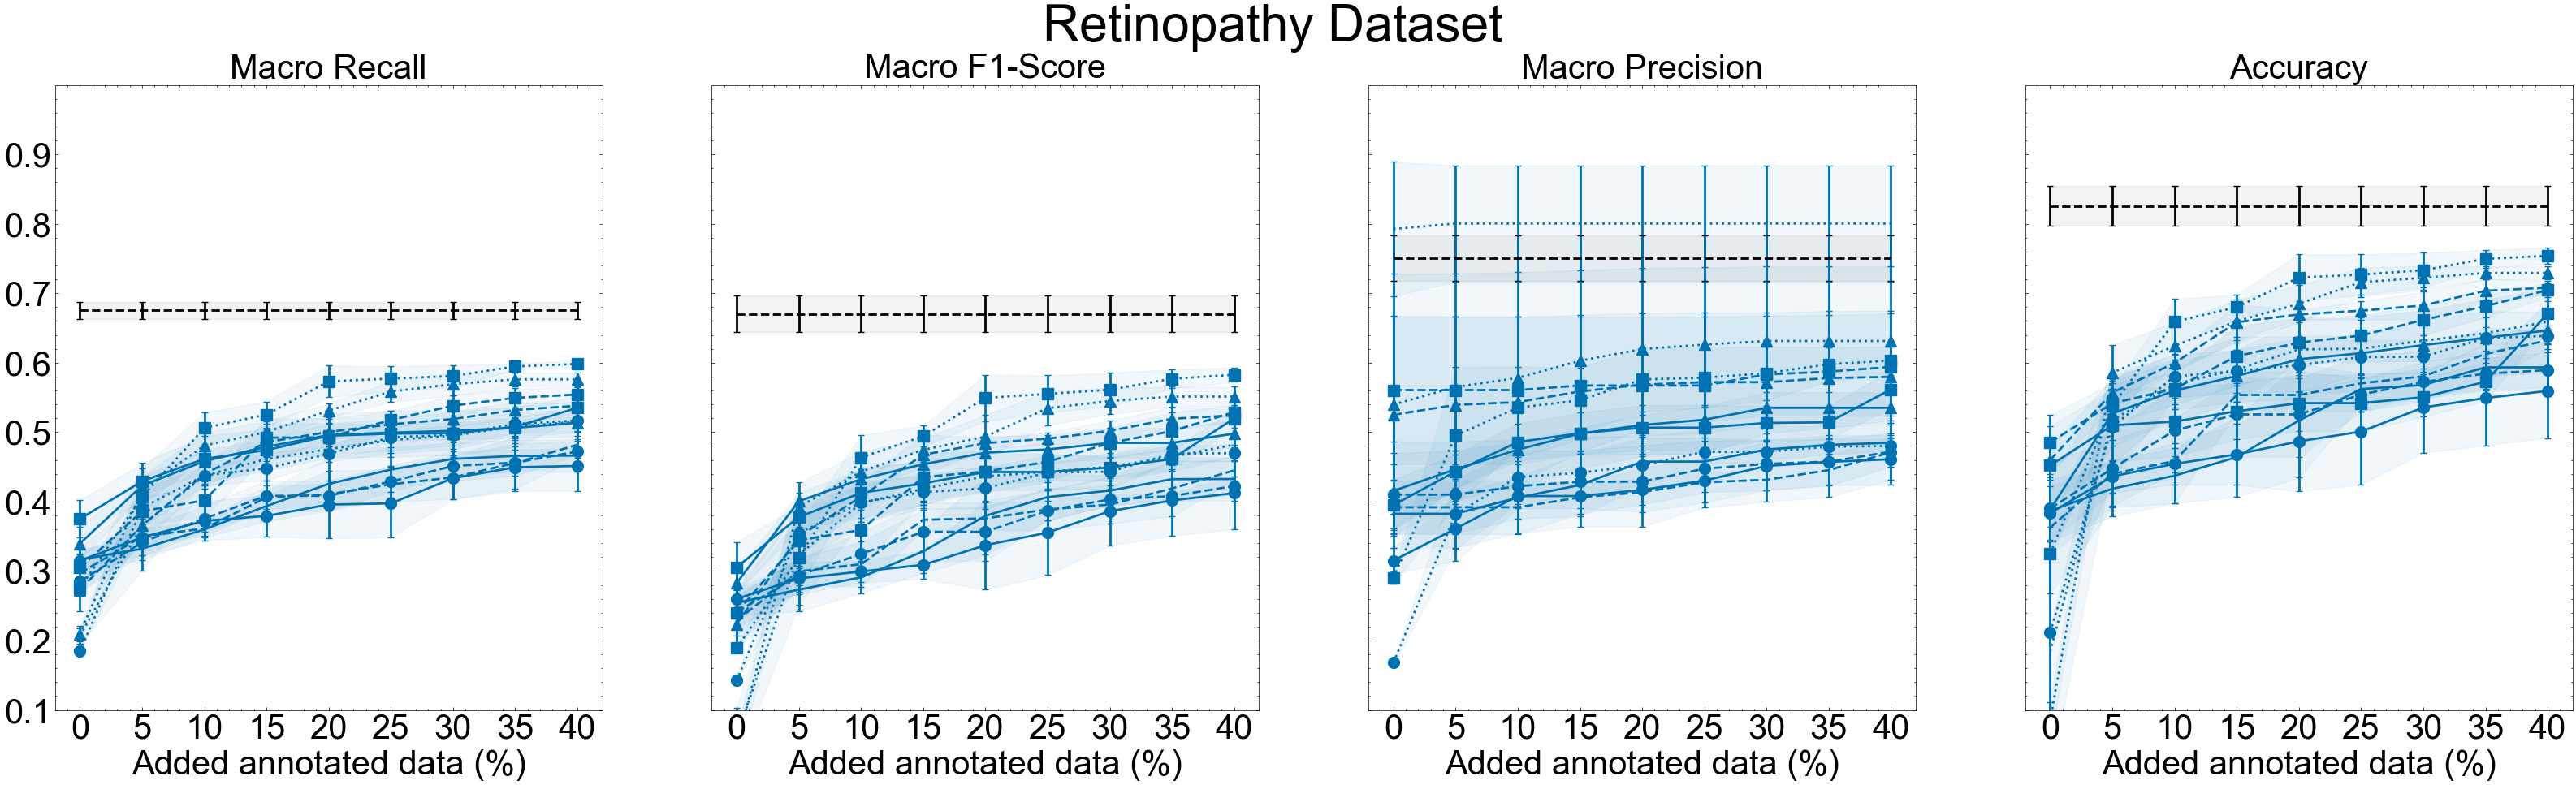 Retinopathy Dataset
Macro Recall
Macro F1-Score
Macro Precision
Accuracy
0.9
0.8
0.7
0.6
0.5
0.4
0.3
0.2
0.1
0 5 10 15 20 25 30 35 40
0 5 10 15 20 25 30 35 40
0 5 10 15 20 25 30 35 40
0 5 10 15 20 25 30 35 40
Added annotated data (%)
Added annotated data (%)
Added annotated data (%)
Added annotated data (%)